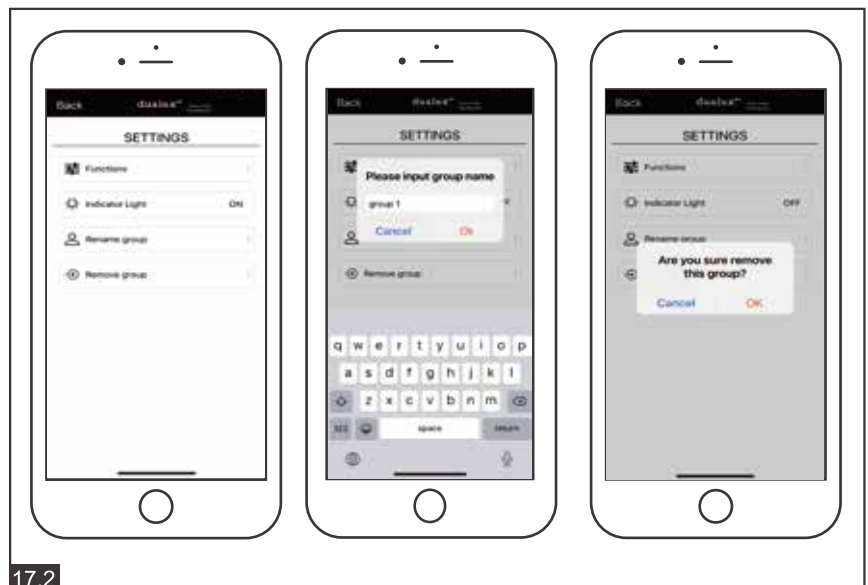 Back
SETTINGS
Functions
Indicator Light ON
Rename group
Remove group
Back
SETTINGS
Please input group name
group 1
Cancel Ok
Remove group
q w e r t y u i o p
a s d f g h j k l
z x c v b n m
123 space return
Back
SETTINGS
Functions
Indicator Light OFF
Rename group
Are you sure remove
this group?
Cancel OK
17.2